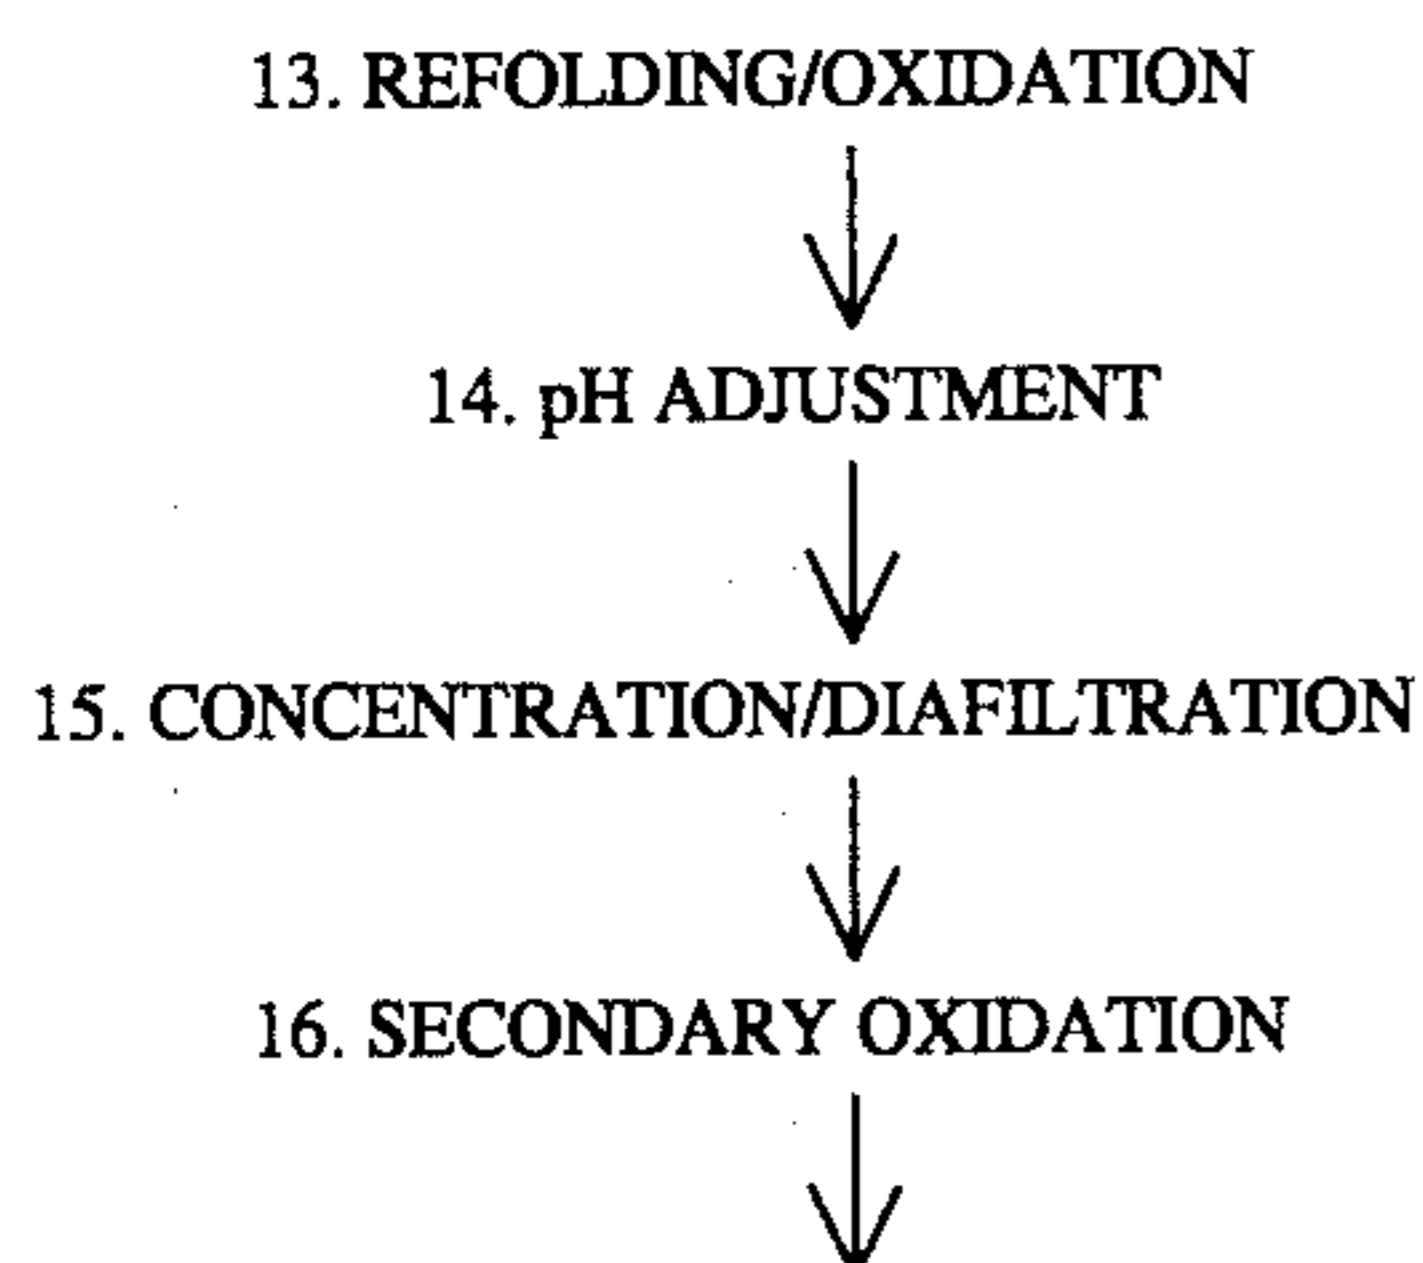 13. REFOLDING/OXIDATION
14. pH ADJUSTMENT
15. CONCENTRATION/DIAFILTRATION
16. SECONDARY OXIDATION